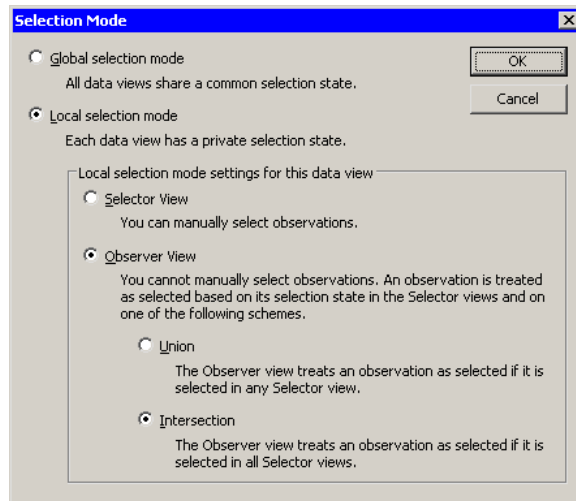 Selection Mode
Global selection mode
OK
All data views share a common selection state.
Cancel
Local selection mode
Each data view has a private selection state.
Local selection mode settings for this data view
Selector View
You can manually select observations.
Observer View
You cannot manually select observations. An observation is treated
as selected based on its selection state in the Selector views and on
one of the following schemes.
Union
The Observer view treats an observation as selected if it is
selected in any Selector view.
Intersection
The Observer view treats an observation as selected if it is
selected in all Selector views.